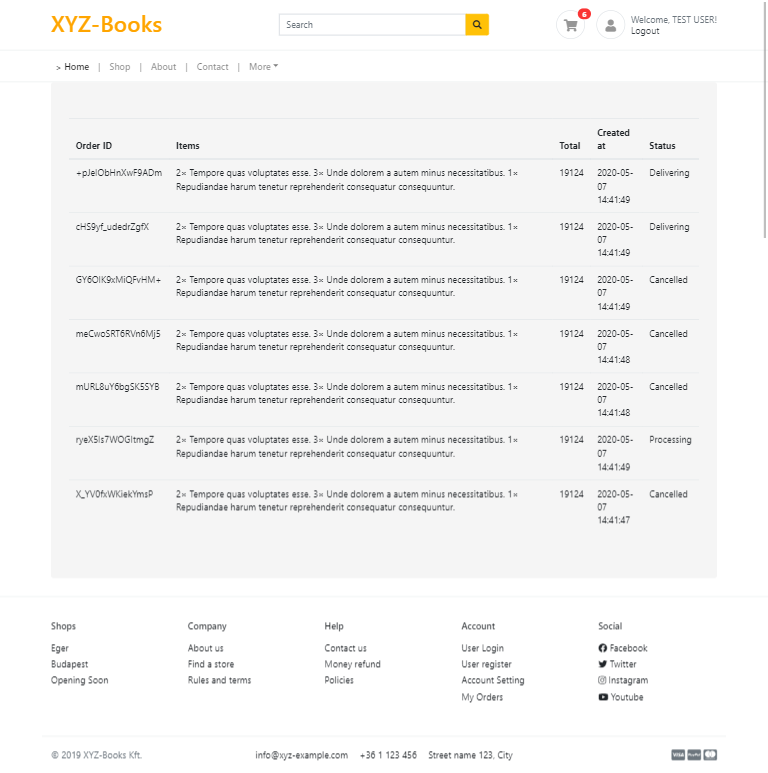 XYZ-Books
Search
6
Welcome, TEST USER!
Logout
> Home | Shop | About | Contact | More
Order ID Items Total Created at Status
+pJelObHnXwF9ADm 2× Tempore quas voluptates esse. 3× Unde dolorem a autem minus necessitatibus. 1× 19124 2020-05- Delivering
Repudiandae harum tenetur reprehenderit consequatur consequuntur. 07
14:41:49
cHS9yf_udedrZgfX 2× Tempore quas voluptates esse. 3× Unde dolorem a autem minus necessitatibus. 1× 19124 2020-05- Delivering
Repudiandae harum tenetur reprehenderit consequatur consequuntur. 07
14:41:49
GY6OIK9xMiQFvHM+ 2× Tempore quas voluptates esse. 3× Unde dolorem a autem minus necessitatibus. 1× 19124 2020-05- Cancelled
Repudiandae harum tenetur reprehenderit consequatur consequuntur. 07
14:41:49
meCwoSRT6RVn6Mj5 2× Tempore quas voluptates esse. 3× Unde dolorem a autem minus necessitatibus. 1× 19124 2020-05- Cancelled
Repudiandae harum tenetur reprehenderit consequatur consequuntur. 07
14:41:48
mURL8uY6bgSK5SYB 2× Tempore quas voluptates esse. 3× Unde dolorem a autem minus necessitatibus. 1× 19124 2020-05- Cancelled
Repudiandae harum tenetur reprehenderit consequatur consequuntur. 07
14:41:48
ryeX5Is7WOGltmgZ 2× Tempore quas voluptates esse. 3× Unde dolorem a autem minus necessitatibus. 1× 19124 2020-05- Processing
Repudiandae harum tenetur reprehenderit consequatur consequuntur. 07
14:41:49
X_YV0fxWKiekYmsP 2× Tempore quas voluptates esse. 3× Unde dolorem a autem minus necessitatibus. 1× 19124 2020-05- Cancelled
Repudiandae harum tenetur reprehenderit consequatur consequuntur. 07
14:41:47
Shops Company Help Account Social
Eger About us Contact us User Login Facebook
Budapest Find a store Money refund User register Twitter
Opening Soon Rules and terms Policies Account Setting Instagram
My Orders Youtube
© 2019 XYZ-Books Kft. info@xyz-example.com +36 1 123 456 Street name 123, City VISA PayPal